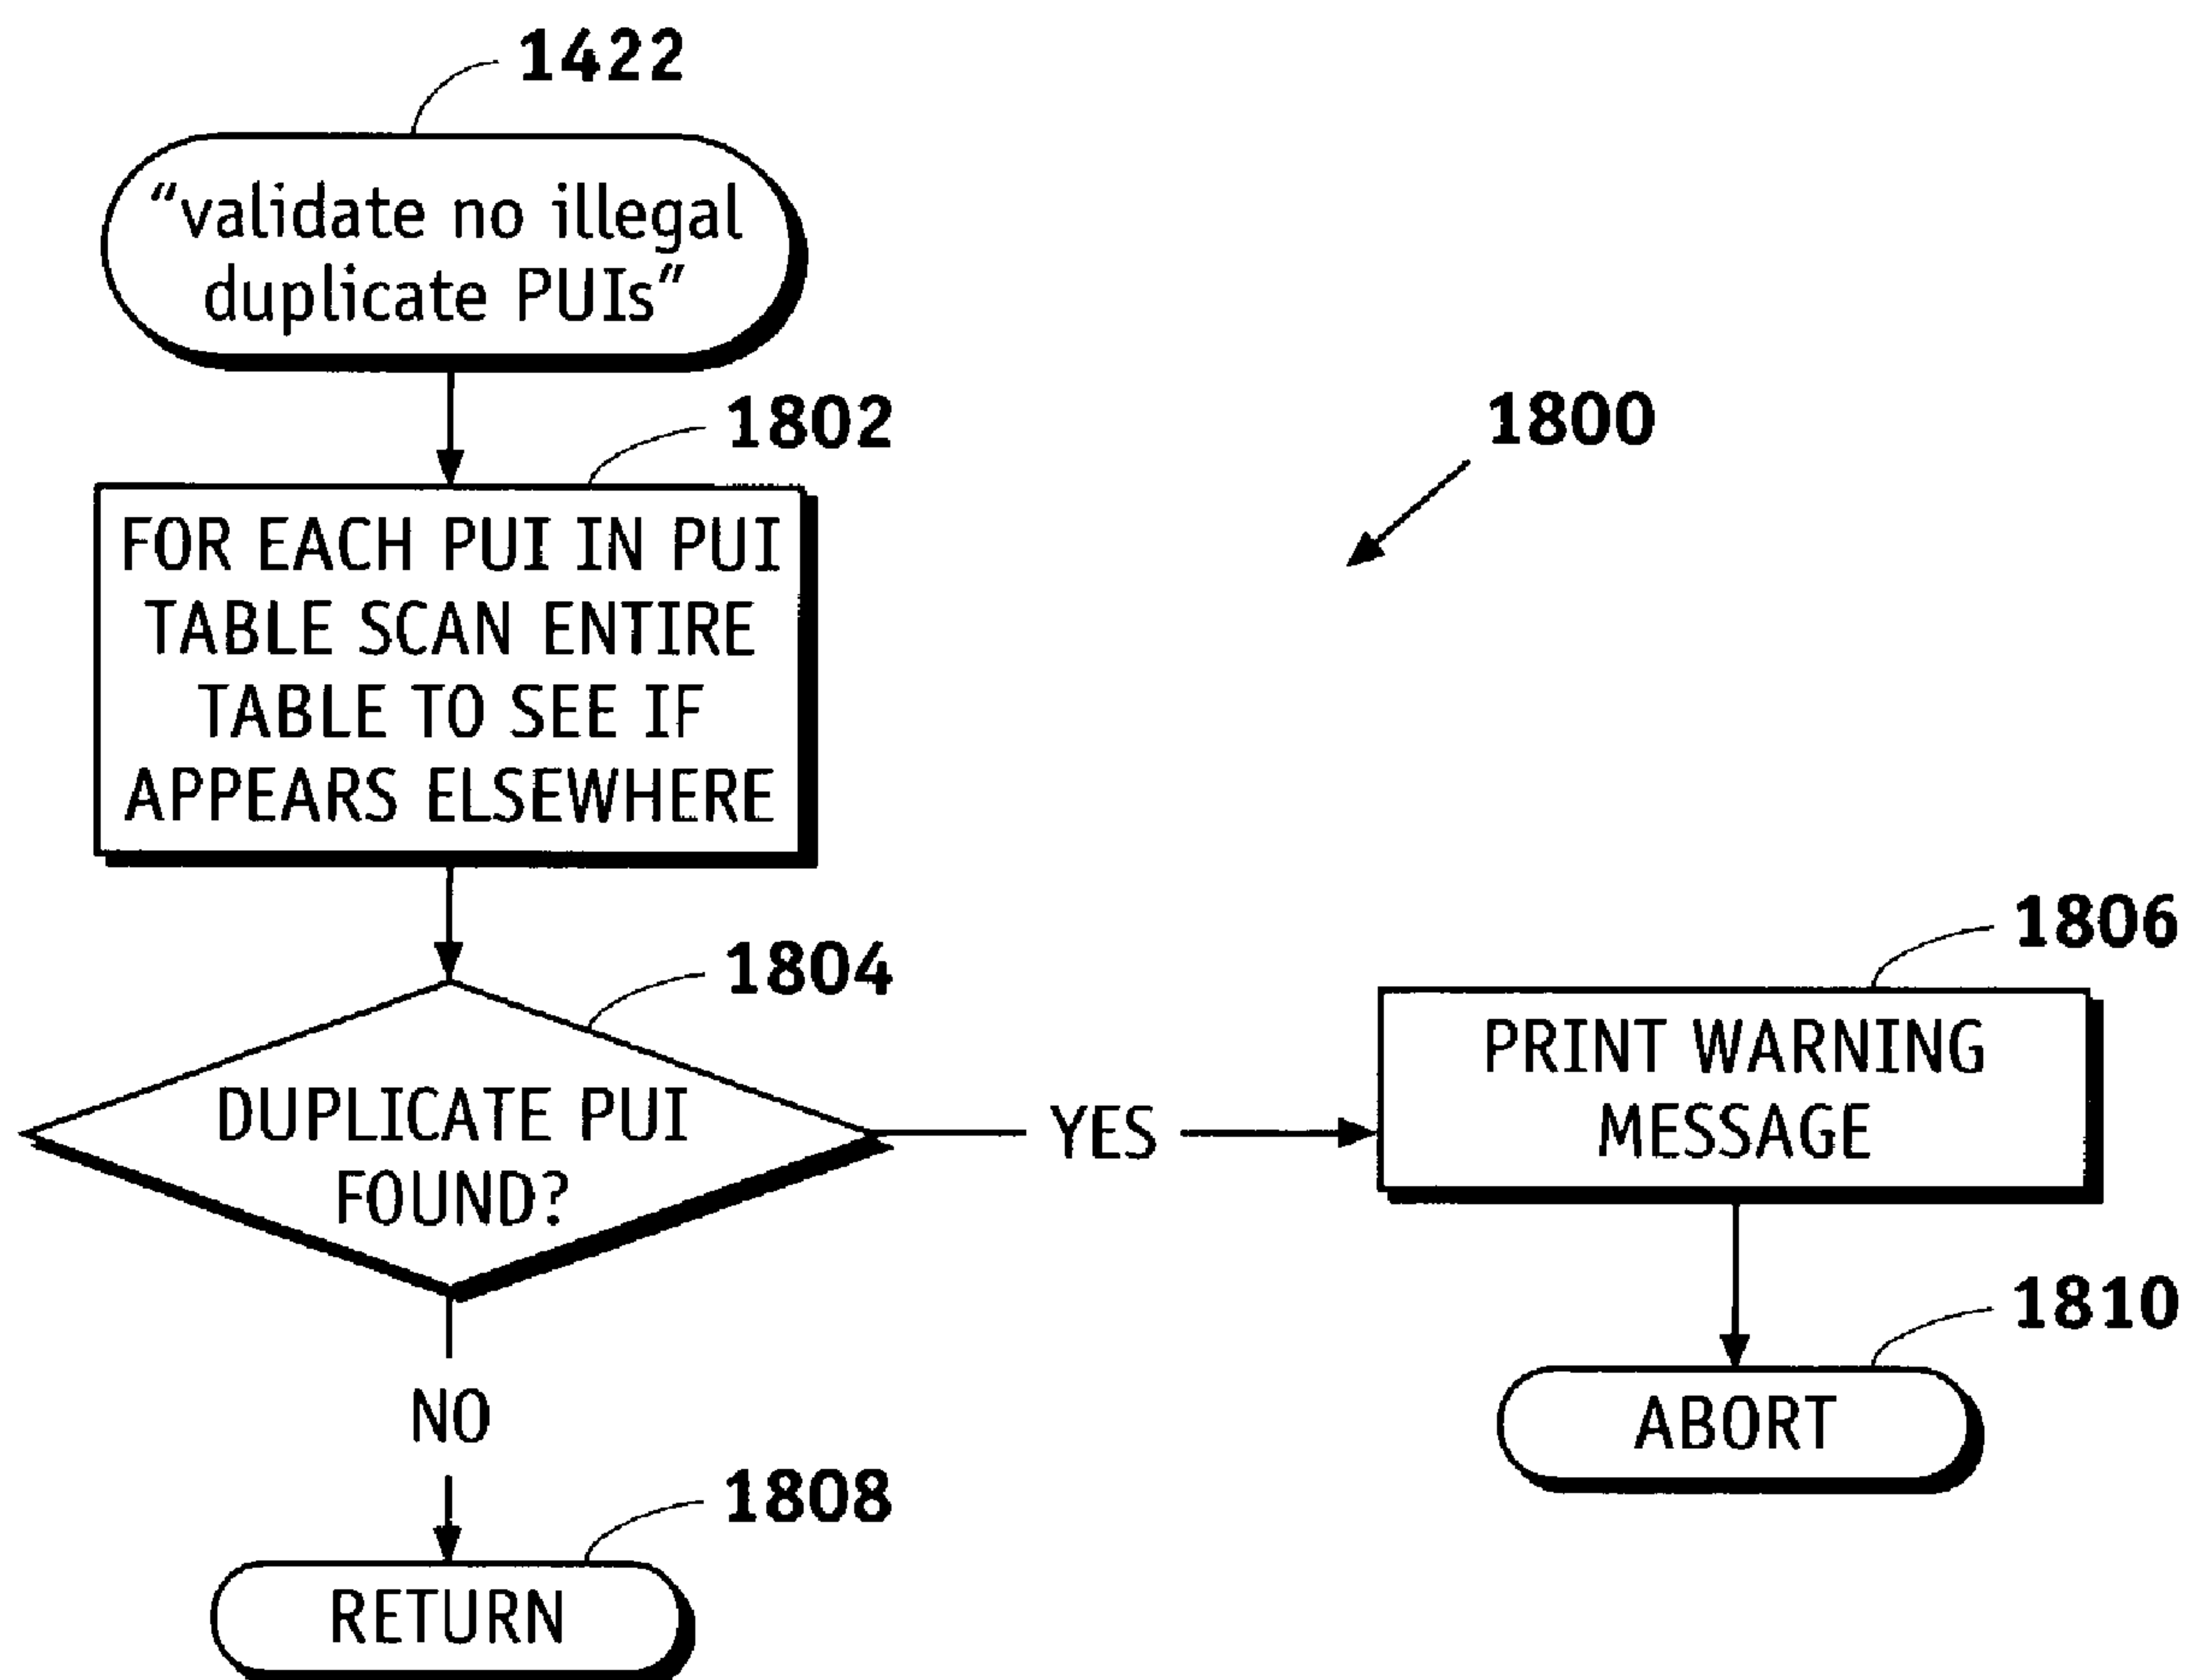 1422
“validate no illegal
duplicate PUIs”
1802
1800
FOR EACH PUI IN PUI
TABLE SCAN ENTIRE
TABLE TO SEE IF
APPEARS ELSEWHERE
1804
DUPLICATE PUI
FOUND?
YES
1806
PRINT WARNING
MESSAGE
1810
ABORT
NO
1808
RETURN